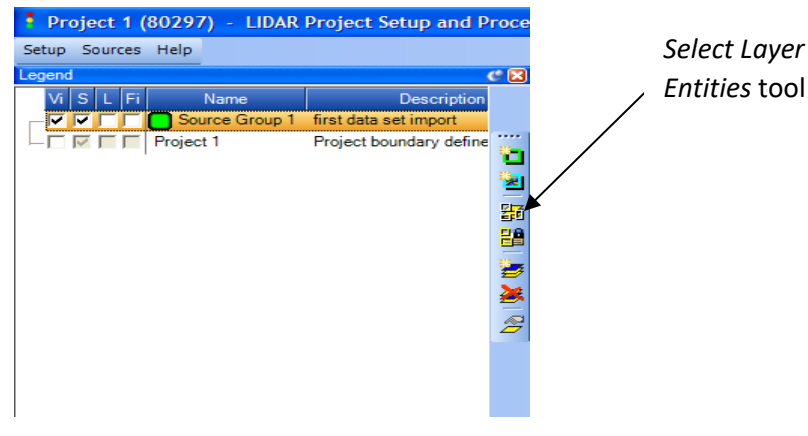 Project 1 (80297) - LIDAR Project Setup and Proce
Setup Sources Help
Legend
Vi S L Fi Name Description
Source Group 1 first data set import
Project 1 Project boundary define
Select Layer
Entities tool